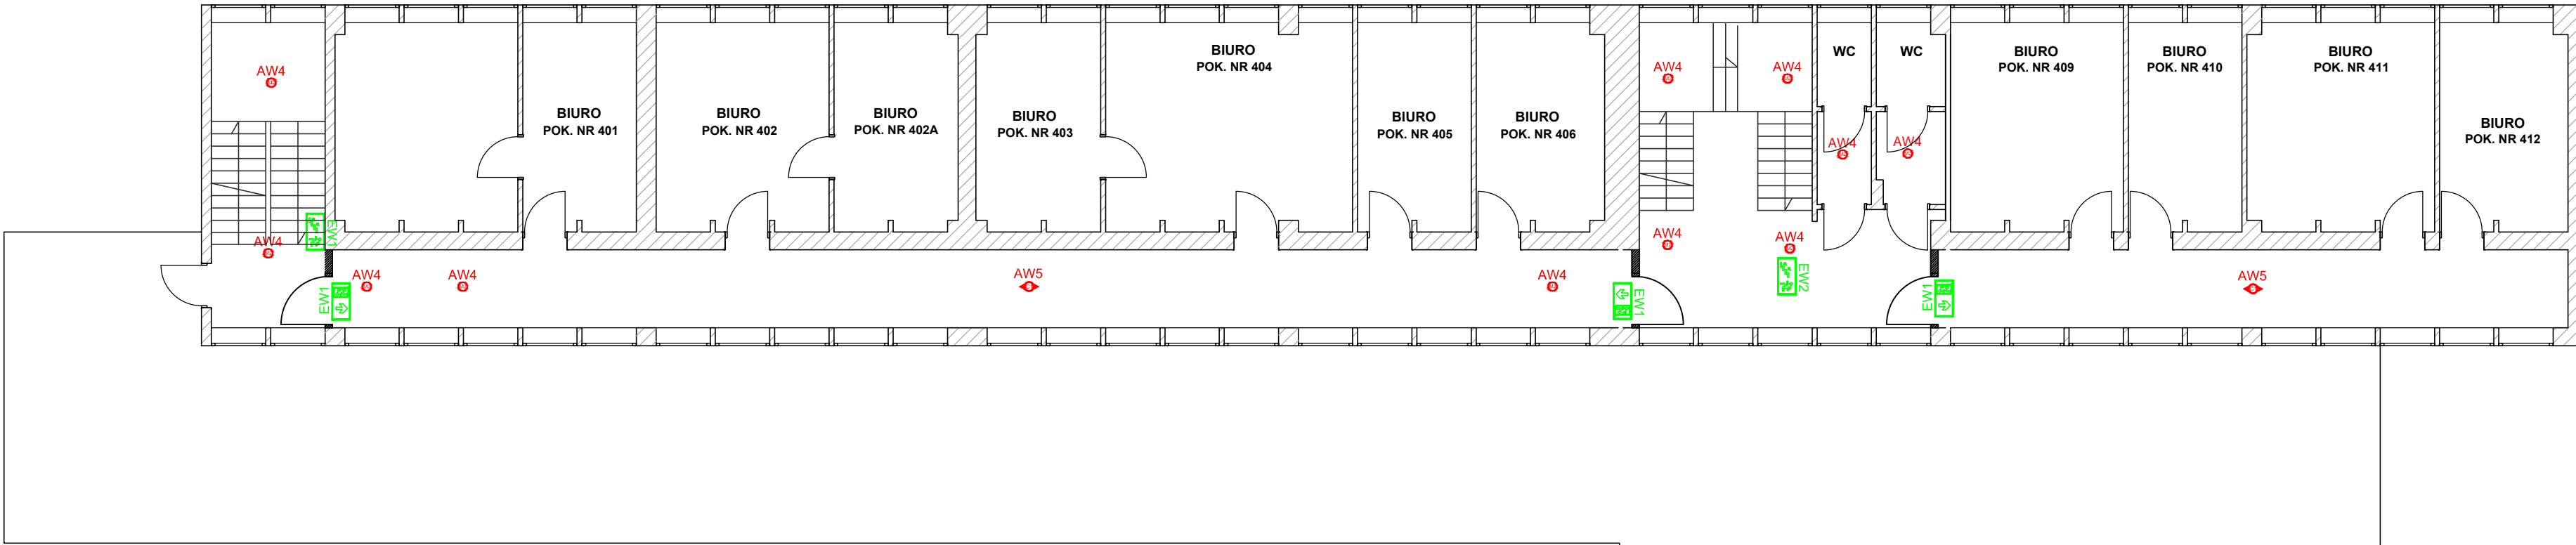 AW4
BIURO
POK. NR 401
BIURO
POK. NR 402
BIURO
POK. NR 402A
BIURO
POK. NR 403
BIURO
POK. NR 404
BIURO
POK. NR 405
BIURO
POK. NR 406
AW4
AW4
WC
WC
AW4
AW4
BIURO
POK. NR 409
BIURO
POK. NR 410
BIURO
POK. NR 411
BIURO
POK. NR 412
EW1
AW4
EW1
AW4
AW4
AW5
AW4
EW1
AW4
AW4
EW2
EW1
AW5